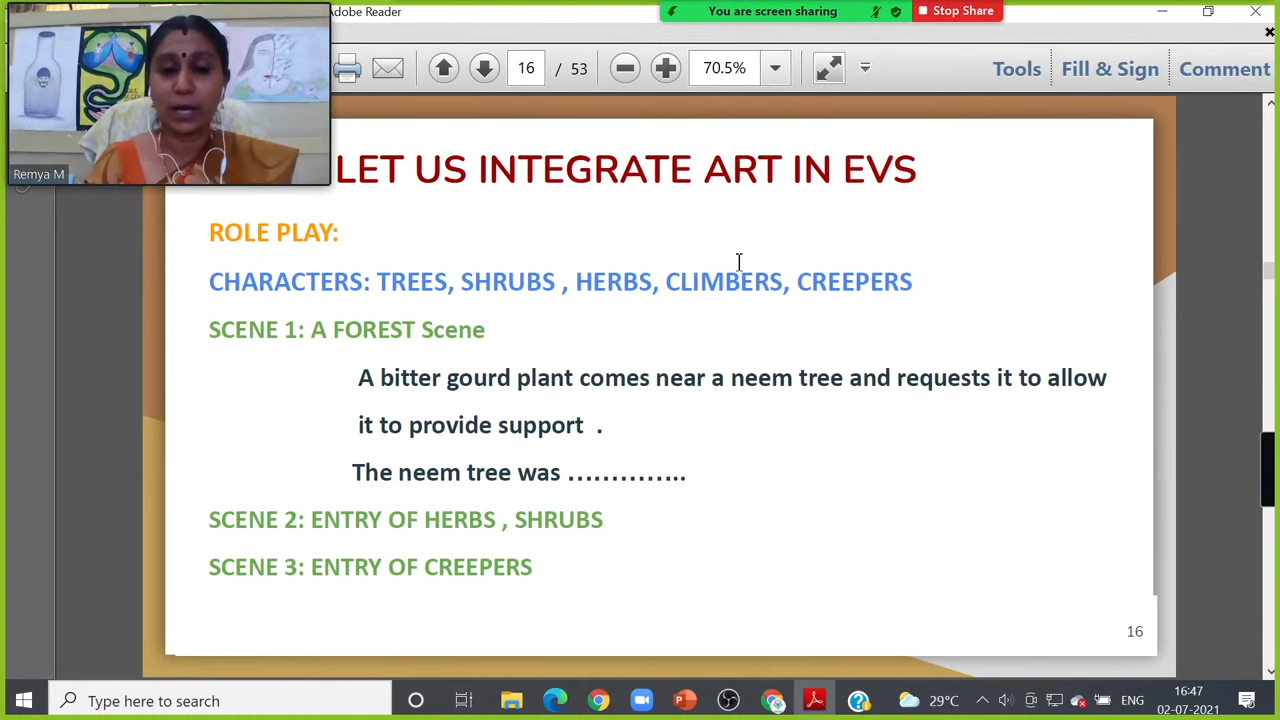 Adobe Reader
You are screen sharing
Stop Share
16 / 53
70.5%
Tools
Fill & Sign
Comment
Remya M
LET US INTEGRATE ART IN EVS
ROLE PLAY:
CHARACTERS: TREES, SHRUBS , HERBS, CLIMBERS, CREEPERS
SCENE 1: A FOREST Scene
A bitter gourd plant comes near a neem tree and requests it to allow
it to provide support .
The neem tree was …………..
SCENE 2: ENTRY OF HERBS , SHRUBS
SCENE 3: ENTRY OF CREEPERS
16
Type here to search
29°C
ENG
16:47
02-07-2021